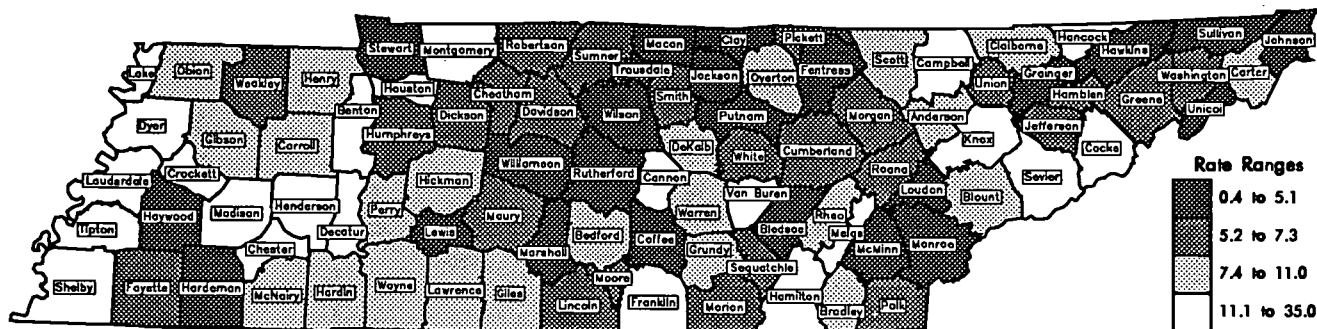 Stewart
Montgomery
Robertson
Sumner
Macon
Clay
Pickett
Scott
Claiborne
Hancock
Hawkins
Sullivan
Johnson
Lake
Obion
Weakley
Henry
Houston
Cheatham
Trousdale
Jackson
Overton
Fentress
Campbell
Union
Grainger
Washington
Carter
Benton
Dickson
Davidson
Wilson
Smith
Putnam
Morgan
Anderson
Hamblen
Greene
Unicoi
Dyer
Gibson
Carroll
Humphreys
Williamson
Rutherford
DeKalb
White
Cumberland
Roane
Knox
Jefferson
Cocke
Lauderdale
Crockett
Madison
Henderson
Decatur
Perry
Hickman
Maury
Cannon
Warren
Van Buren
Rhea
Loudon
Blount
Sevier
Tipton
Haywood
Chester
Lewis
Marshall
Bedford
Coffee
Grundy
Bledsoe
Meigs
McMinn
Monroe
Shelby
Fayette
Hardeman
McNairy
Hardin
Wayne
Lawrence
Giles
Lincoln
Moore
Franklin
Marion
Sequatchie
Hamilton
Bradley
Polk
Rate Ranges
0.4 to 5.1
5.2 to 7.3
7.4 to 11.0
11.1 to 35.0